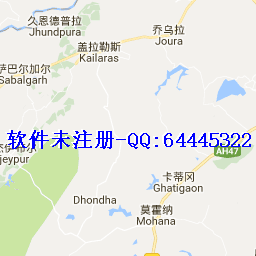 久恩德普拉
Jhundpura
乔乌拉
Joura
盖拉勒斯
Kailaras
萨巴尔加尔
Sabalgarh
软件未注册-QQ:64445322
jeypur
AH47
卡蒂冈
Ghatigaon
Dhondha
莫霍纳
Mohana